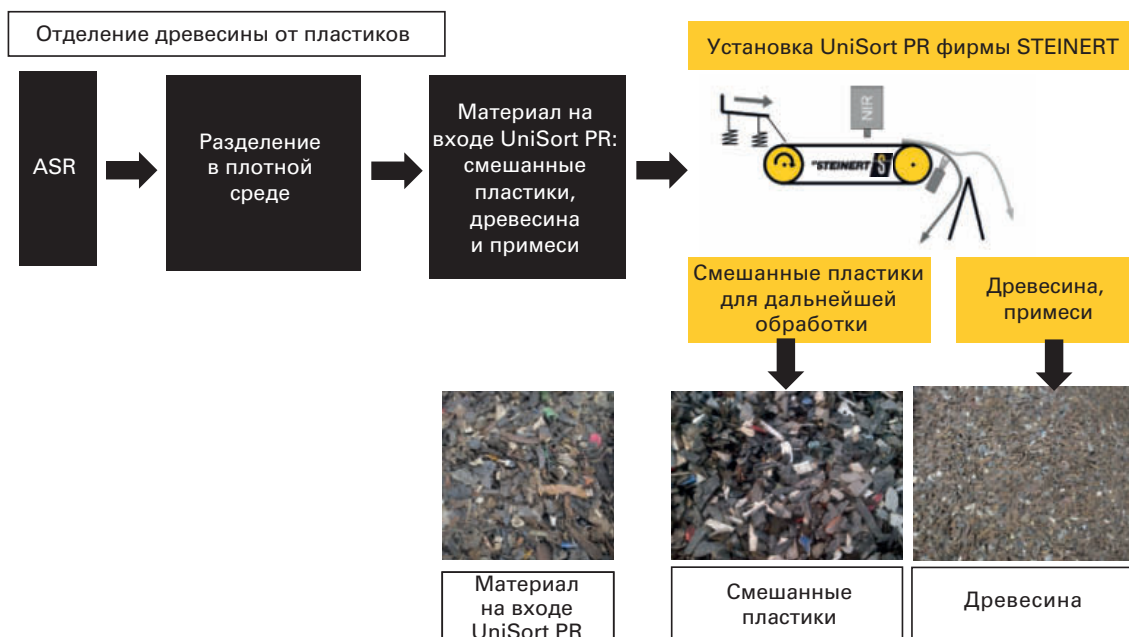 Отделение древесины от пластиков
Установка UniSort PR фирмы STEINERT
ASR
Разделение
в плотной
среде
Материал на
входе UniSort PR:
смешанные
пластики,
древесина
и примеси
NIR
STEINERT
Смешанные пластики
для дальнейшей
обработки
Древесина,
примеси
Материал
на входе
UniSort PR
Смешанные
пластики
Древесина